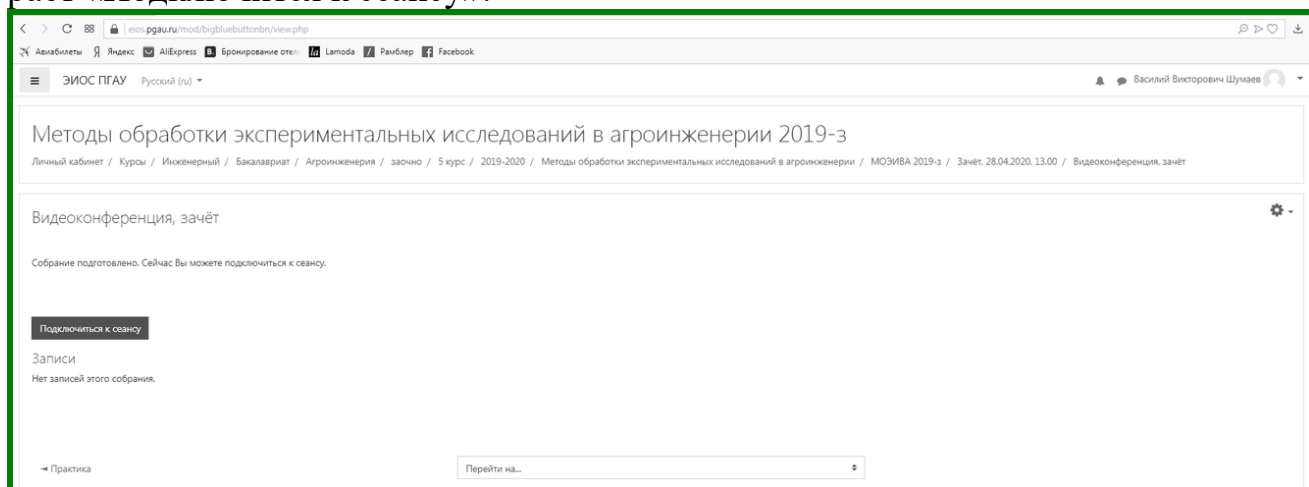 eios.pgau.ru/mod/bigbluebuttonbn/view.php
Авиабилеты Яндекс AliExpress B. Бронирование отел la Lamoda Рамблер Facebook
ЭИОС ПГАУ Русский (ru) Василий Викторович Шумаев
Методы обработки экспериментальных исследований в агроинженерии 2019-з
Личный кабинет / Курсы / Инженерный / Бакалавриат / Агроинженерия / заочно / 5 курс / 2019-2020 / Методы обработки экспериментальных исследований в агроинженерии / МОЭИВА 2019-з / Зачёт, 28.04.2020, 13.00 / Видеоконференция, зачёт
Видеоконференция, зачёт
Собрание подготовлено. Сейчас Вы можете подключиться к сеансу.
Подключиться к сеансу
Записи
Нет записей этого собрания.
◄ Практика Перейти на...